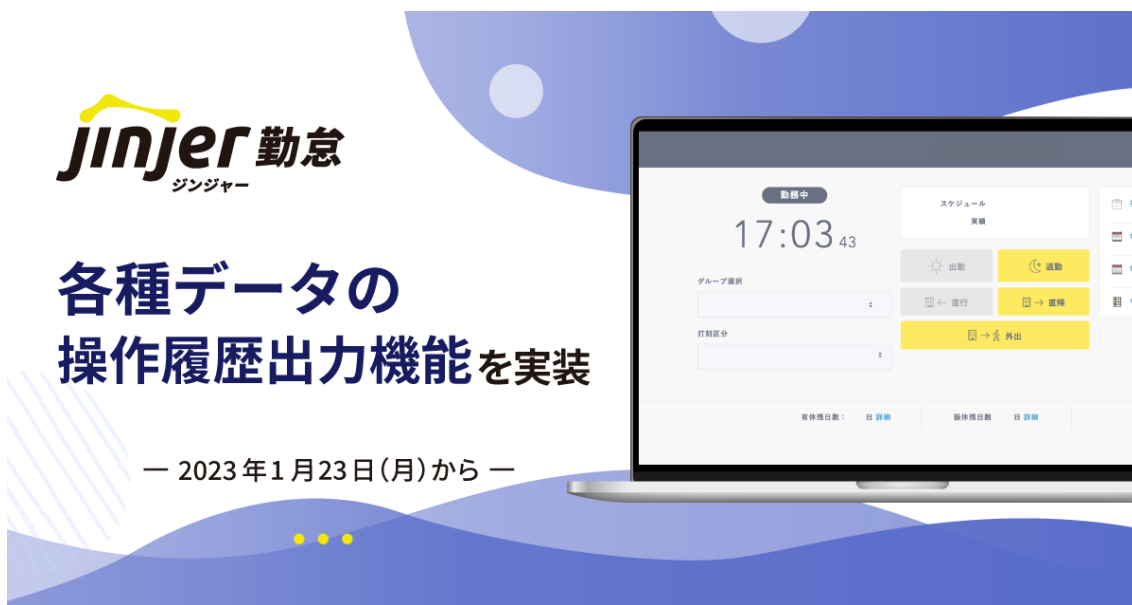 jinjer 勤怠
ジンジャー
各種データの
操作履歴出力機能を実装
― 2023年1月23日(月)から ―
勤務中
17:03 43
グループ選択
打刻区分
スケジュール
実績
出勤
退勤
直行
直帰
外出
有休残日数： 日 詳細
振休残日数 日 詳細